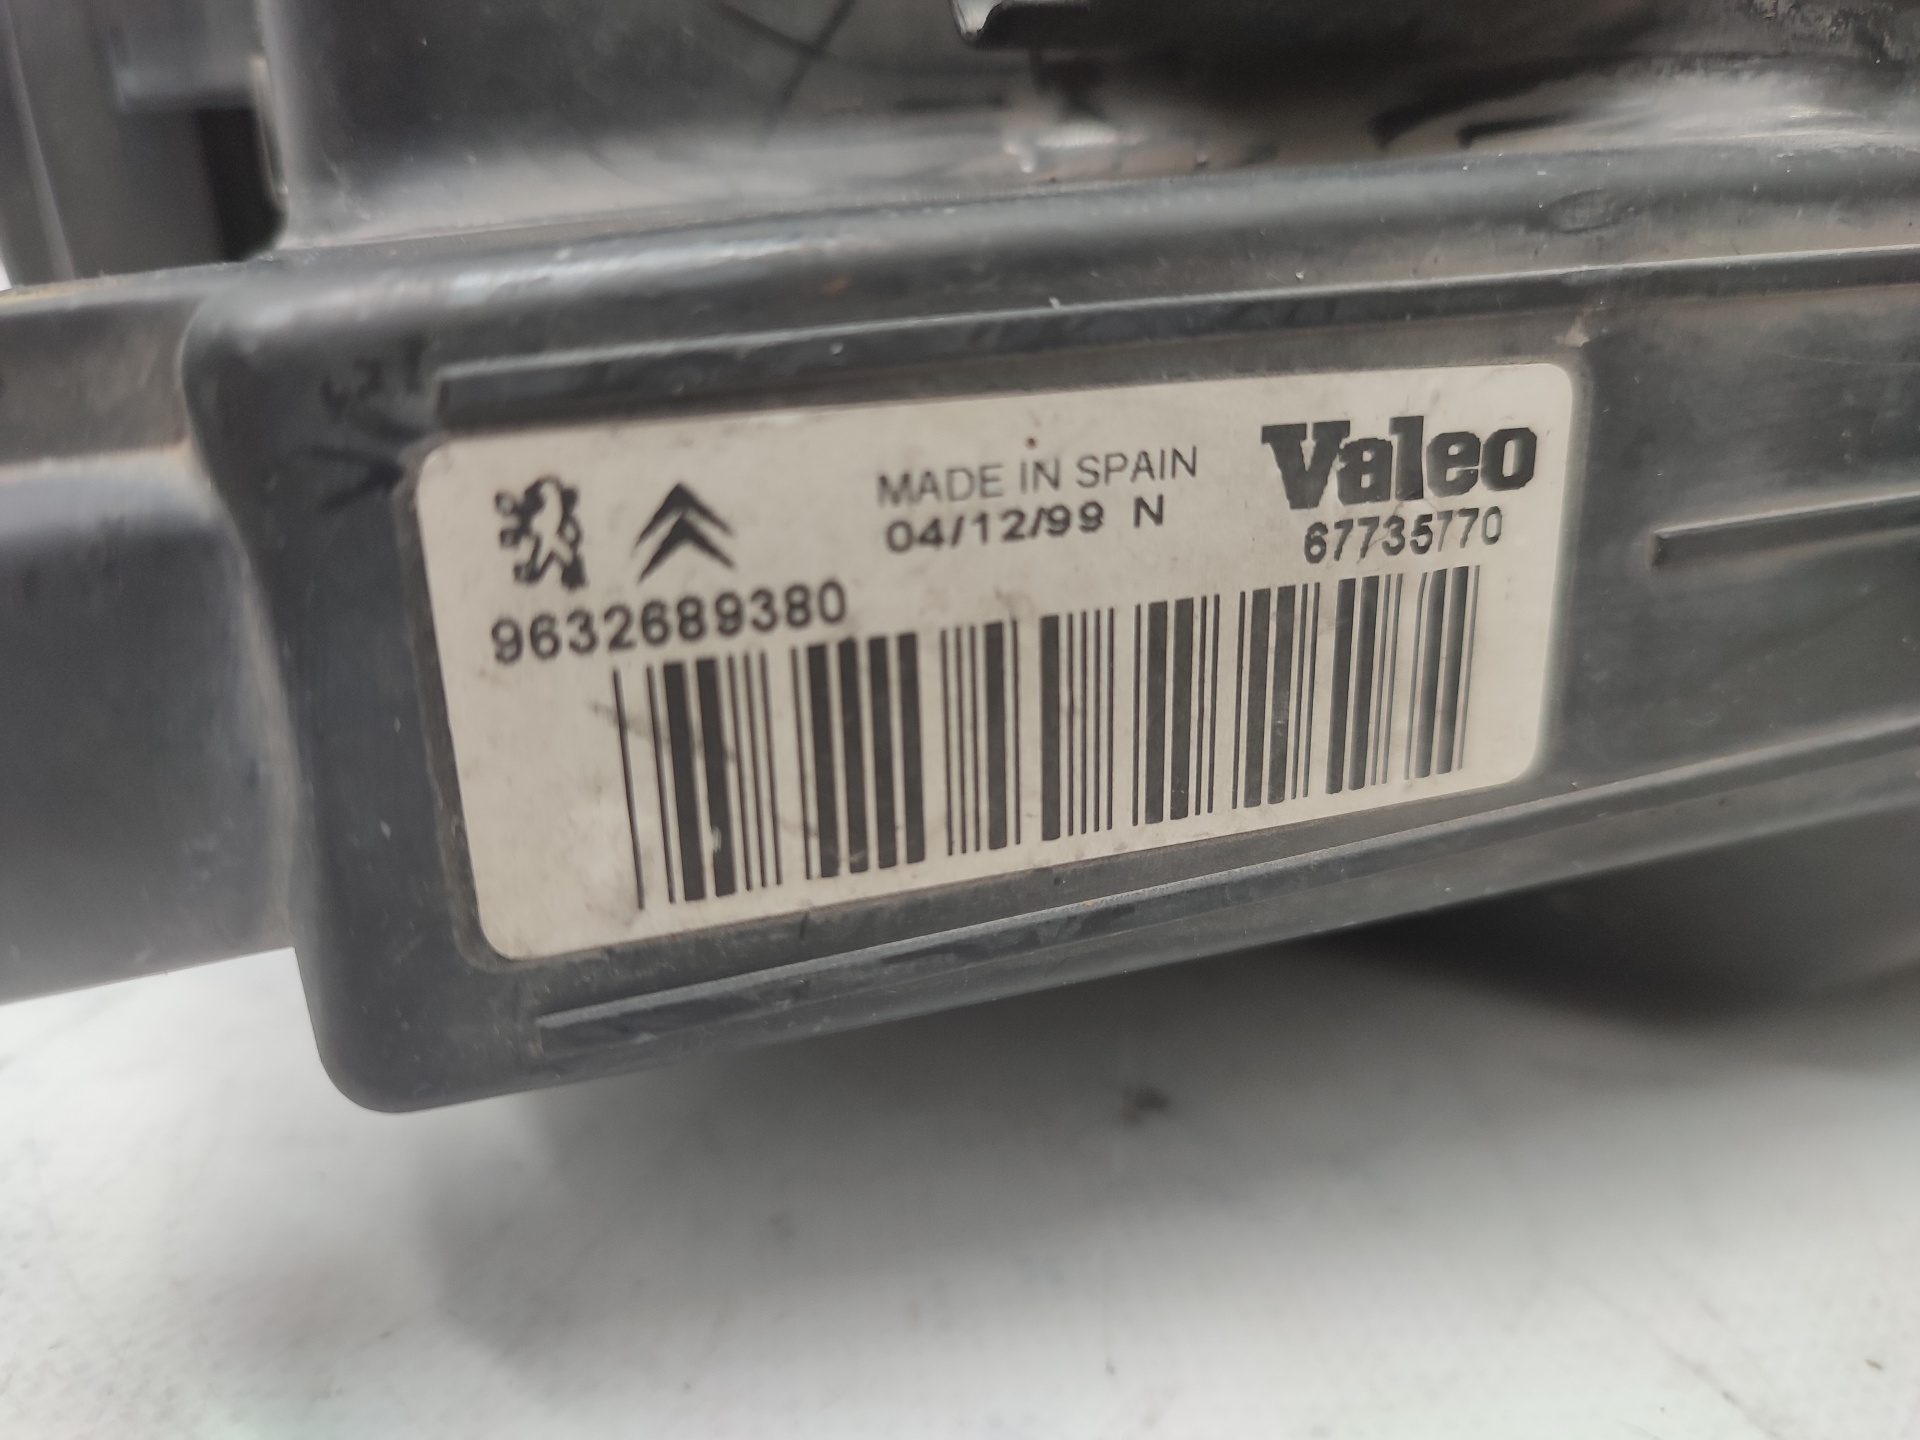 MADE IN SPAIN
04/12/99 N
Valeo
67735770
9632689380